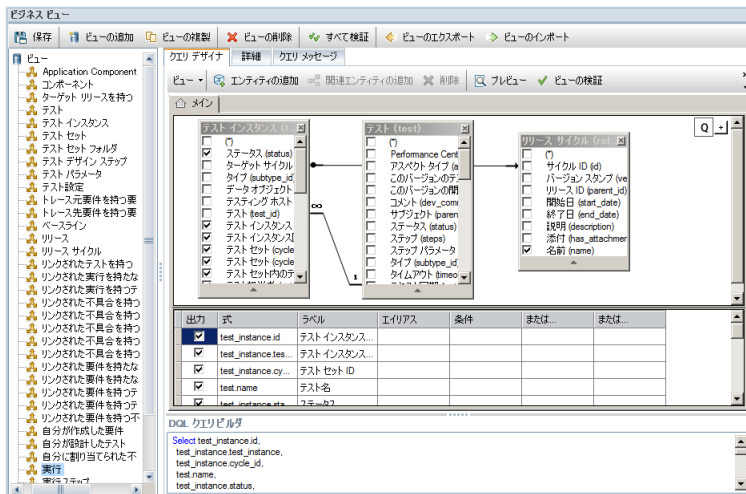 ビジネス ビュー
保存 ビューの追加 ビューの複製 ビューの削除 すべて検証 ビューのエクスポート ビューのインポート
ビュー
Application Component
コンポーネント
ターゲット リリースを持つ
テスト
テスト インスタンス
テスト セット
テスト セット フォルダ
テスト デザイン ステップ
テスト パラメータ
テスト設定
トレース元要件を持つ要
トレース先要件を持つ要
ベースライン
リリース
リリース サイクル
リンクされたテストを持つ
リンクされた実行を持たな
リンクされた実行を持つテ
リンクされた不具合を持つ
リンクされた不具合を持つ
リンクされた不具合を持つ
リンクされた不具合を持つ
リンクされた要件を持たな
リンクされた要件を持たな
リンクされた要件を持つテ
リンクされた要件を持つテ
リンクされた要件を持つ不
自分が作成した要件
自分が設計したテスト
自分に割り当てられた不
実行
実行ステップ
クエリ デザイナ 詳細 クエリ メッセージ
ビュー エンティティの追加 関連エンティティの追加 削除 プレビュー ビューの検証
メイン
テスト インスタンス (t...
(*)
ステータス (status)
ターゲット サイクル
タイプ (subtype_id
データ オブジェクト
テスティング ホスト
テスト (test_id)
テスト インスタンス
テスト インスタンスI
テスト セット (cycle
テスト セット (cycle
テスト セット内のテ
∞
1
テスト (test)
(*)
Performance Cent
アスペクト タイプ (a
このバージョンのテ
このバージョンの開
コメント (dev_com
サブジェクト (paren
ステータス (status)
ステップ (steps)
ステップ パラメータ
タイプ (subtype_id
タイムアウト (timeo
リリース サイクル (rel...
(*)
サイクル ID (id)
バージョン スタンプ (ve
リリース ID (parent_id)
開始日 (start_date)
終了日 (end_date)
説明 (description)
添付 (has_attachmer
名前 (name)
Q +
出力 式 ラベル エイリアス 条件 または... または...
test_instance.id テスト インスタンス...
test_instance.tes... テスト インスタンス...
test_instance.cy... テスト セット ID
test.name テスト名
test_instance.sta... ステータス
DQL クエリ ビルダ
Select test_instance.id,
test_instance.test_instance,
test_instance.cycle_id,
test.name,
test_instance.status,